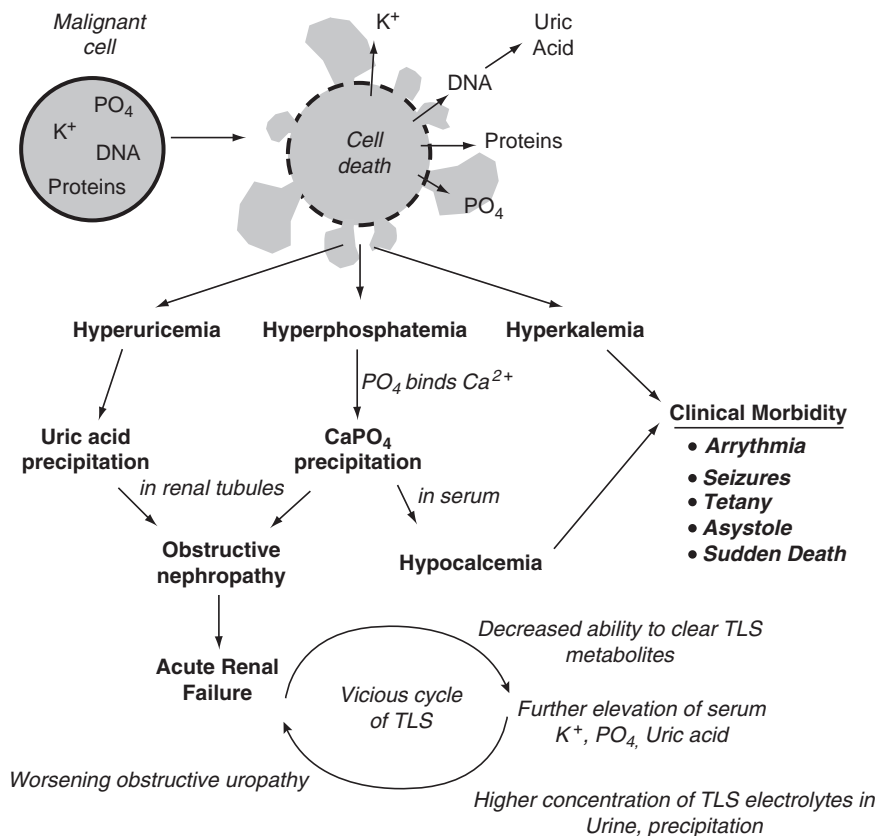 Malignant
cell
PO4
K+
DNA
Proteins
Cell
death
K+
DNA
Uric
Acid
Proteins
PO4
Hyperuricemia
Hyperphosphatemia
Hyperkalemia
PO4 binds Ca2+
Uric acid
precipitation
CaPO4
precipitation
in renal tubules
in serum
Obstructive
nephropathy
Hypocalcemia
Clinical Morbidity
• Arrythmia
• Seizures
• Tetany
• Asystole
• Sudden Death
Acute Renal
Failure
Vicious cycle
of TLS
Decreased ability to clear TLS
metabolites
Further elevation of serum
K+, PO4, Uric acid
Worsening obstructive uropathy
Higher concentration of TLS electrolytes in
Urine, precipitation